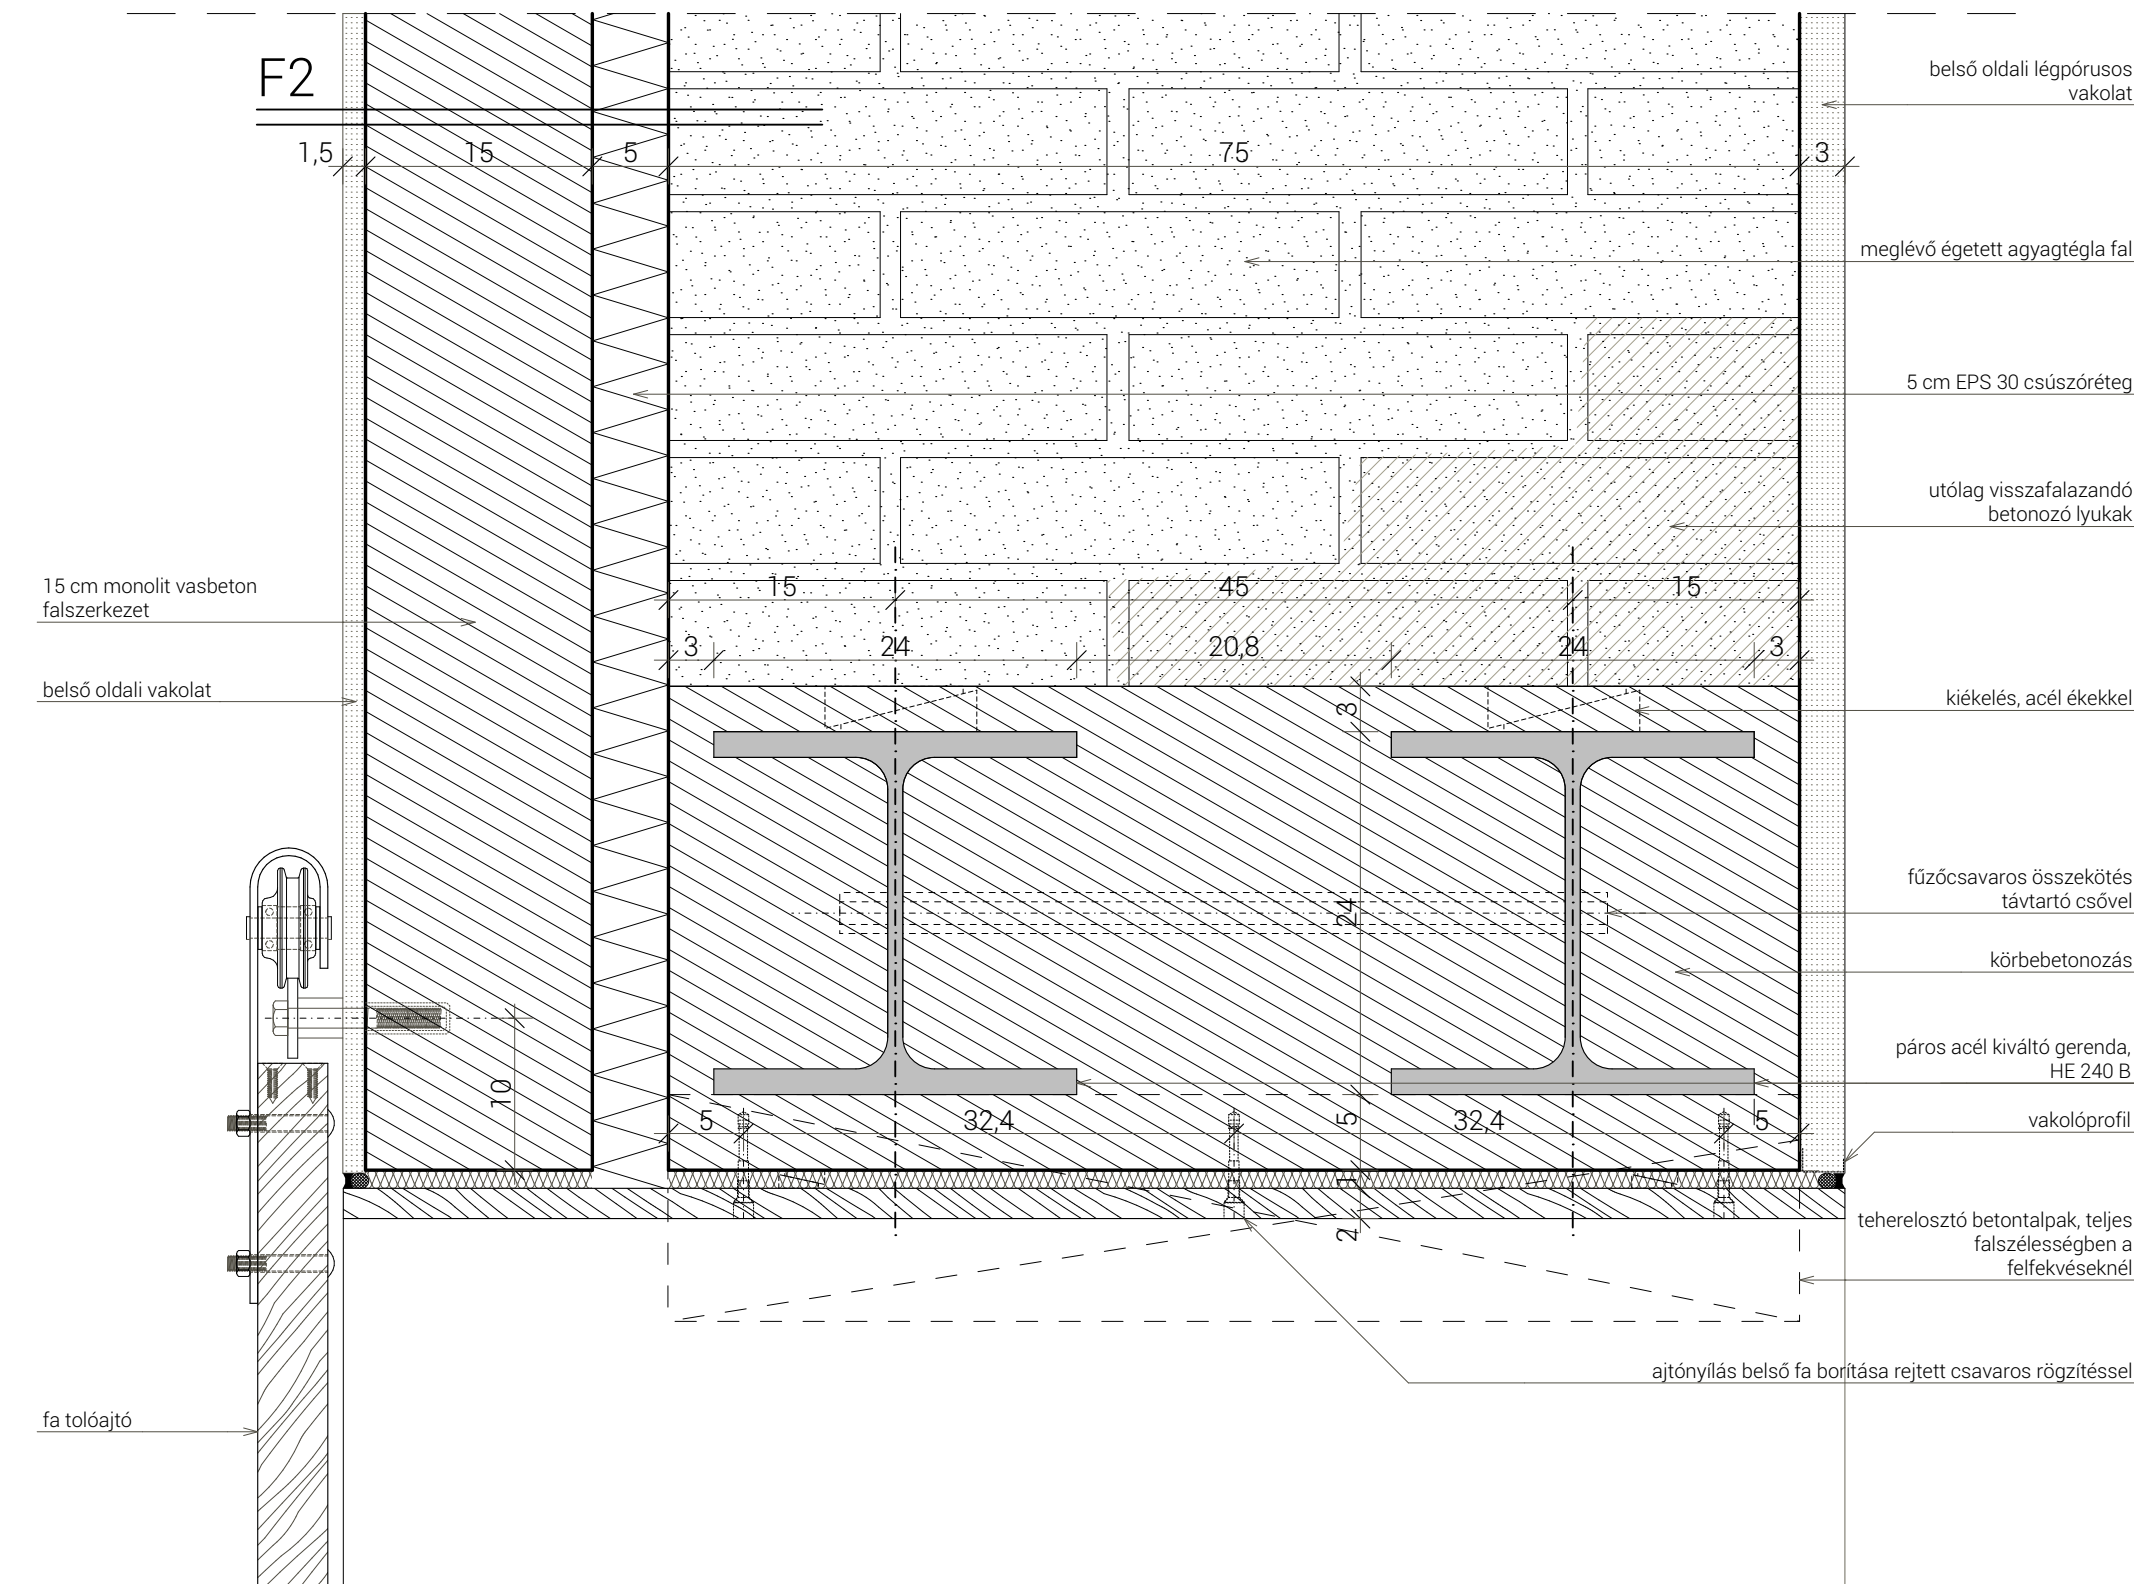 F2
belső oldali légpórusos
vakolat
1,5
15
5
75
3
meglévő égetett agyagtégla fal
5 cm EPS 30 csúszóréteg
utólag visszafalazandó
betonozó lyukak
15 cm monolit vasbeton
falszerkezet
15
45
15
3
24
20,8
24
3
belső oldali vakolat
kiékelés, acél ékekkel
3
fűzőcsavaros összekötés
távtartó csővel
24
körbebetonozás
páros acél kiváltó gerenda,
HE 240 B
10
5
32,4
5
32,4
5
vakolóprofil
1
2
teherelosztó betontalpak, teljes
falszélességben a
felfekvéseknél
ajtónyílás belső fa borítása rejtett csavaros rögzítéssel
fa tolóajtó